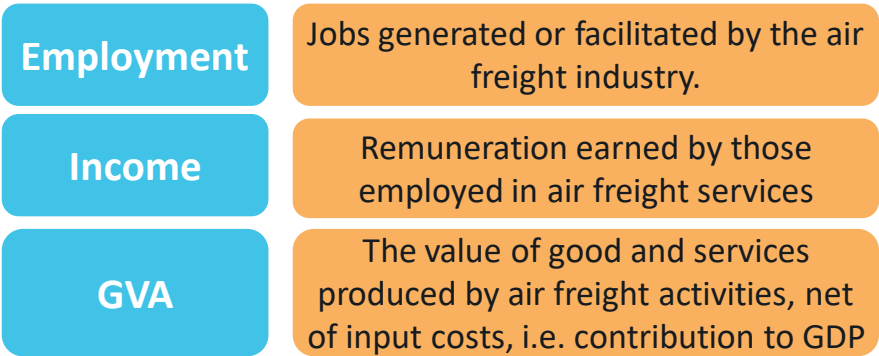 Employment
Jobs generated or facilitated by the air
freight industry.
Income
Remuneration earned by those
employed in air freight services
GVA
The value of good and services
produced by air freight activities, net
of input costs, i.e. contribution to GDP